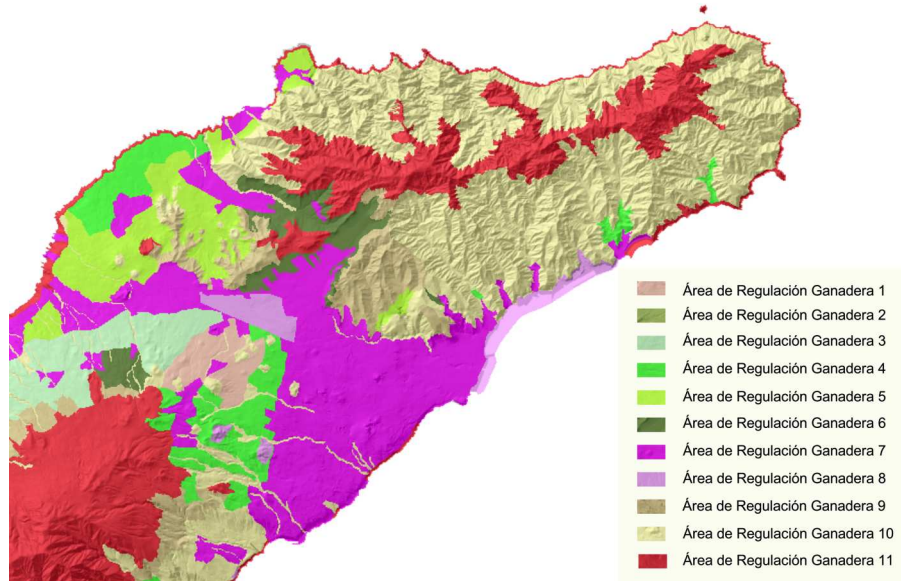 Área de Regulación Ganadera 1
Área de Regulación Ganadera 2
Área de Regulación Ganadera 3
Área de Regulación Ganadera 4
Área de Regulación Ganadera 5
Área de Regulación Ganadera 6
Área de Regulación Ganadera 7
Área de Regulación Ganadera 8
Área de Regulación Ganadera 9
Área de Regulación Ganadera 10
Área de Regulación Ganadera 11